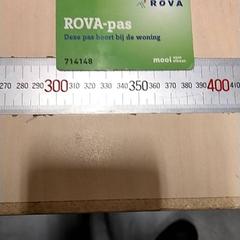 ROVA
ROVA-pas
Deze pas hoort bij de woning
714148
mooi
270 280 290 300 310 320 330 340 350 360 370 380 390 400 410